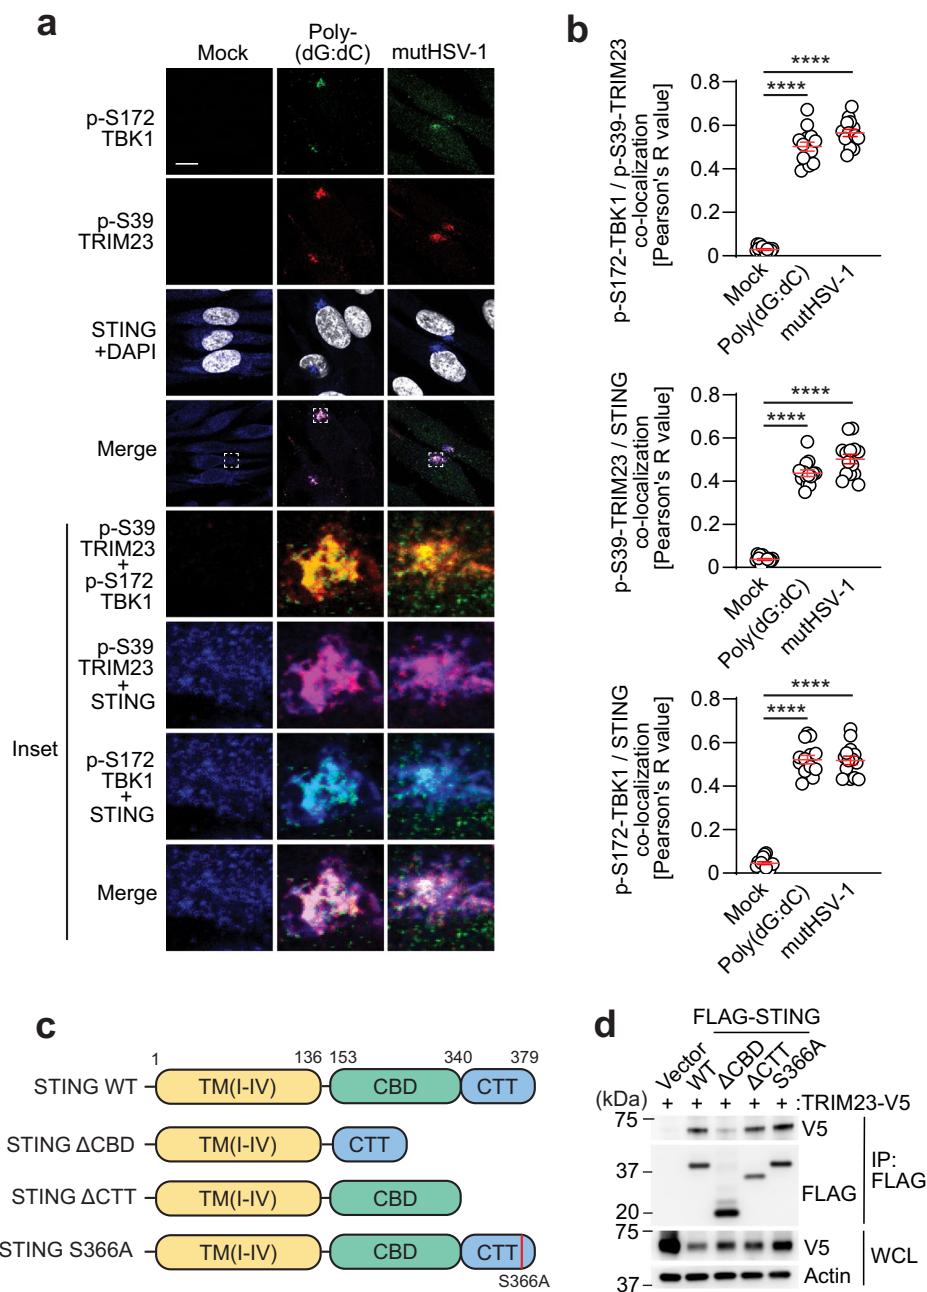 a
Mock
Poly-
(dG:dC)
mutHSV-1
p-S172
TBK1
p-S39
TRIM23
STING
+DAPI
Merge
Inset
p-S39
TRIM23
+
p-S172
TBK1
p-S39
TRIM23
+
STING
p-S172
TBK1
+
STING
Merge
b
p-S172-TBK1 / p-S39-TRIM23
co-localization
[Pearson's R value]
0.8
0.6
0.4
0.2
0
****
****
Mock
Poly(dG:dC)
mutHSV-1
p-S39-TRIM23 / STING
co-localization
[Pearson's R value]
0.8
0.6
0.4
0.2
0
****
****
Mock
Poly(dG:dC)
mutHSV-1
p-S172-TBK1 / STING
co-localization
[Pearson's R value]
0.8
0.6
0.4
0.2
0
****
****
Mock
Poly(dG:dC)
mutHSV-1
c
1 136 153 340 379
STING WT TM(I-IV) CBD CTT
STING ΔCBD TM(I-IV) CTT
STING ΔCTT TM(I-IV) CBD
STING S366A TM(I-IV) CBD CTT
S366A
d
FLAG-STING
Vector WT ΔCBD ΔCTT S366A
(kDa) + + + + + :TRIM23-V5
75 V5
37
20 FLAG
IP:
FLAG
75 V5
Actin
37
WCL